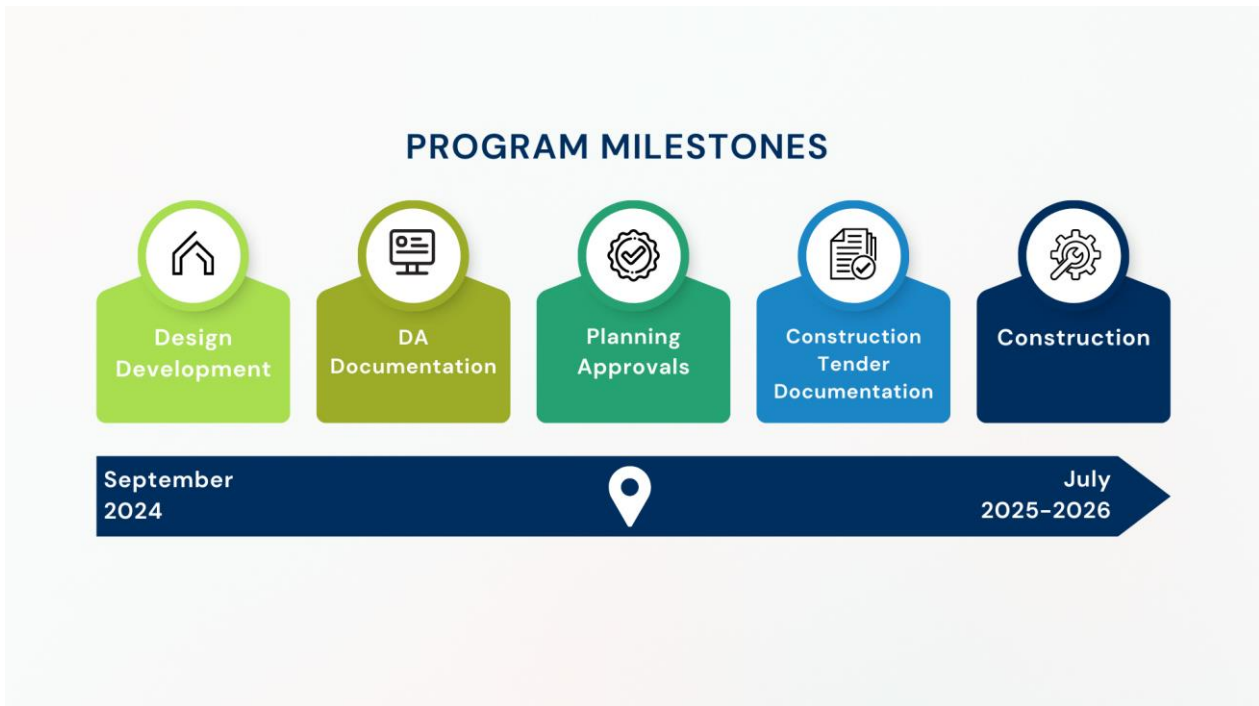 PROGRAM MILESTONES
Design
Development
DA
Documentation
Planning
Approvals
Construction
Tender
Documentation
Construction
September
2024
July
2025-2026